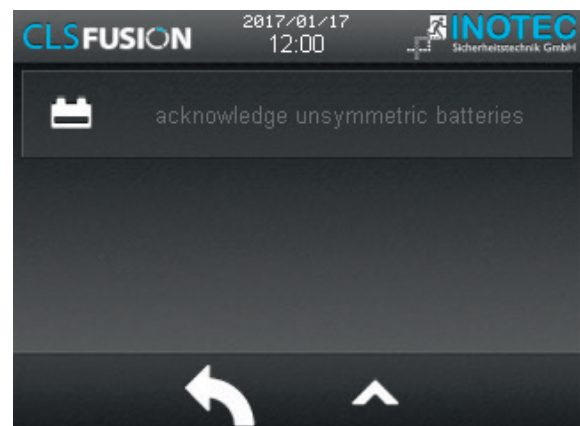 CLSFUSION
2017/01/17
12:00
INOTEC
Sicherheitstechnik GmbH
acknowledge unsymmetric batteries